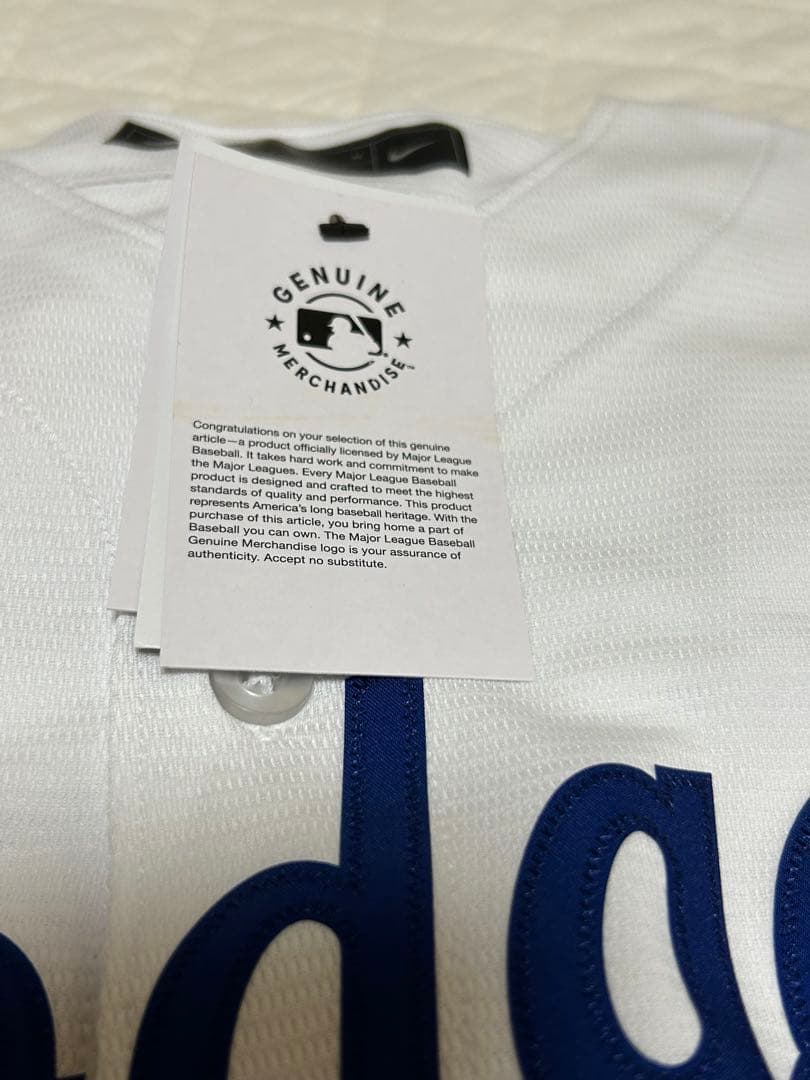 GENUINE
MERCHANDISE
Congratulations on your selection of this genuine
article—a product officially licensed by Major League
Baseball. It takes hard work and commitment to make
the Major Leagues. Every Major League Baseball
product is designed and crafted to meet the highest
standards of quality and performance. This product
represents America's long baseball heritage. With the
purchase of this article, you bring home a part of
Baseball you can own. The Major League Baseball
Genuine Merchandise logo is your assurance of
authenticity. Accept no substitute.
da